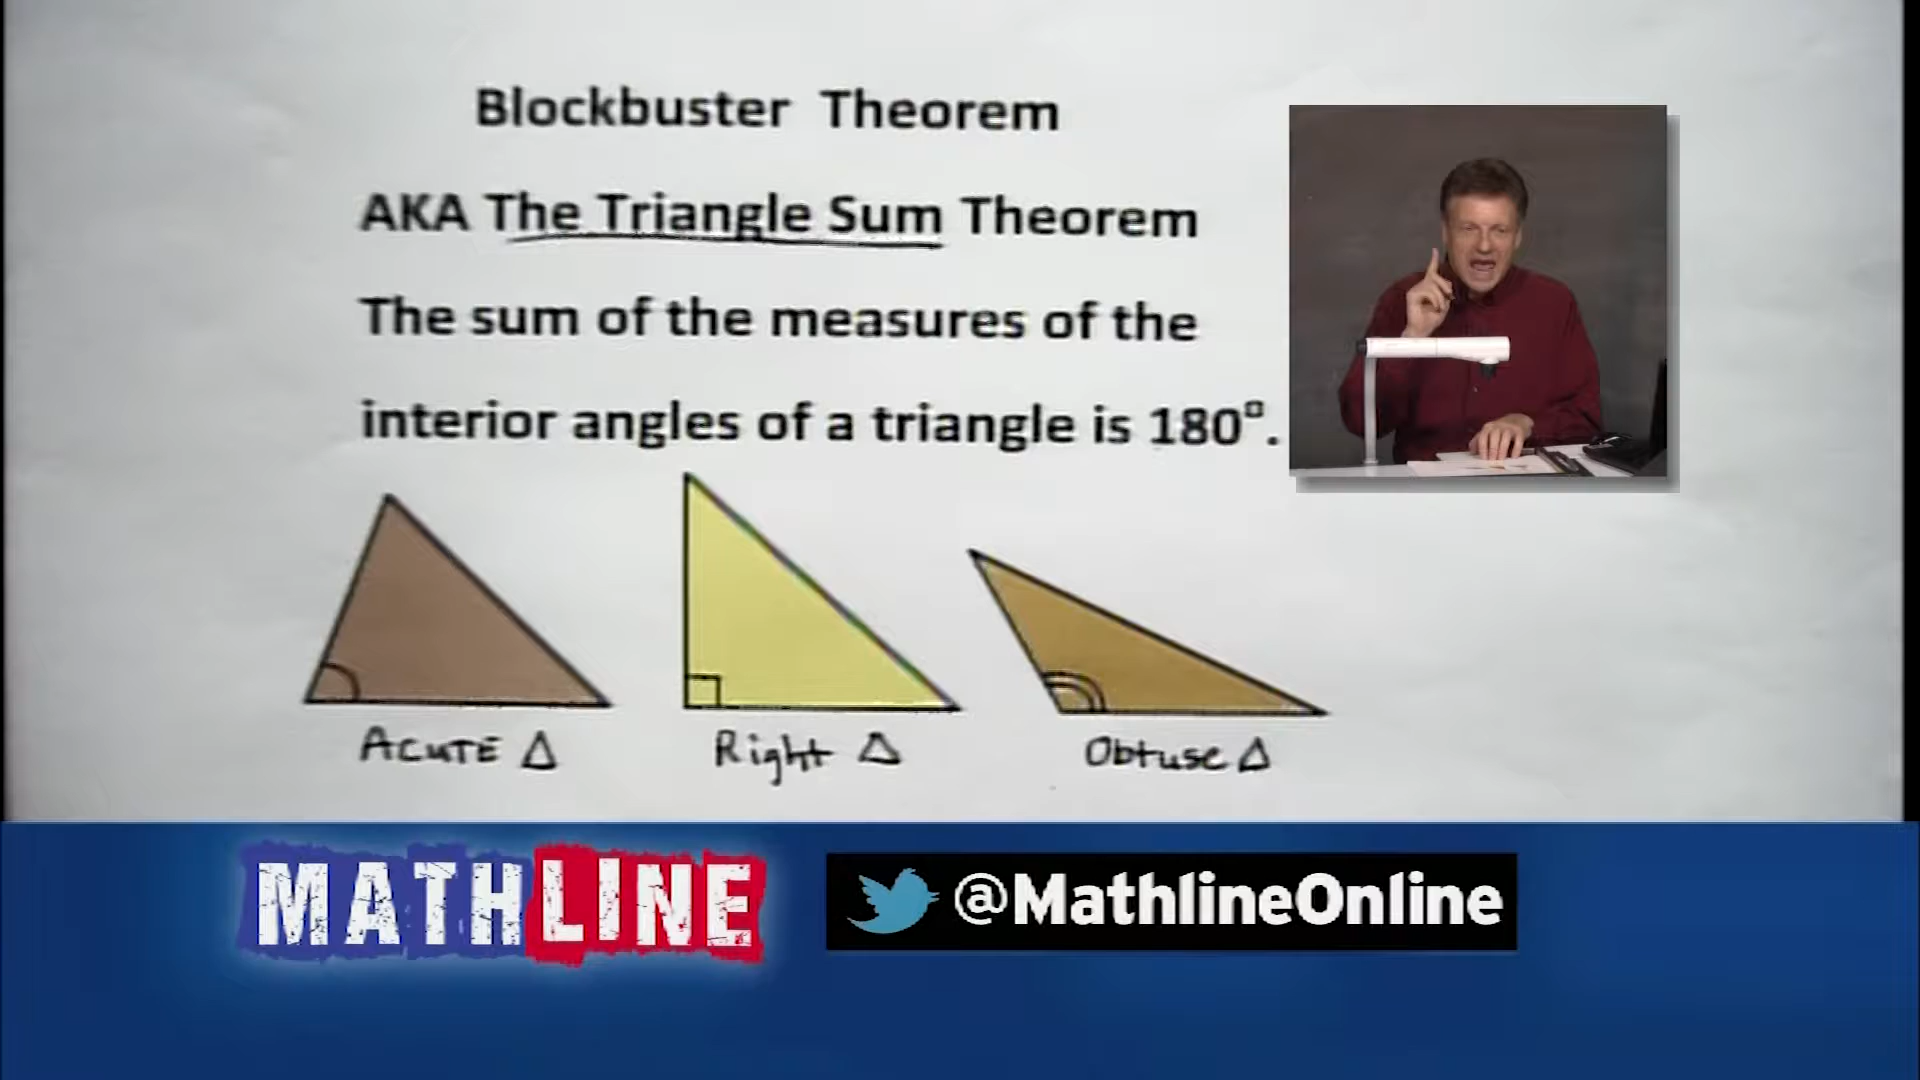 Blockbuster Theorem
AKA The Triangle Sum Theorem
The sum of the measures of the
interior angles of a triangle is 180°.
ACUTE Δ
Right Δ
Obtuse Δ
MATHLINE
@MathlineOnline